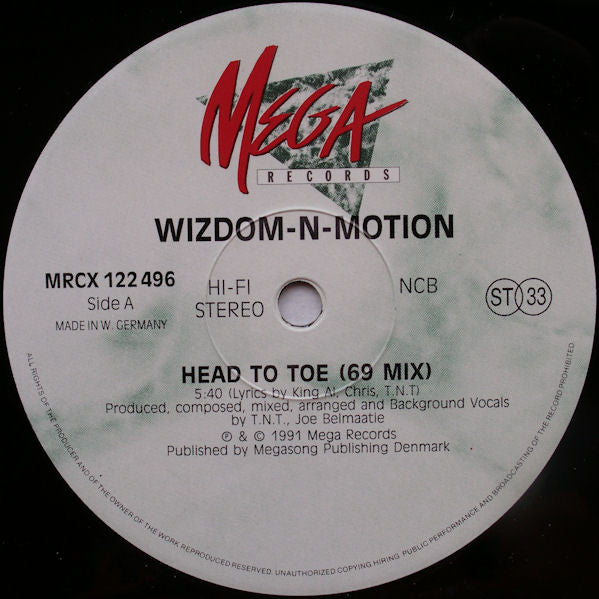 MEGA
RECORDS
WIZDOM-N-MOTION
MRCX 122 496
Side A
MADE IN W. GERMANY
HI-FI
STEREO
NCB
ST 33
HEAD TO TOE (69 MIX)
5:40 (Lyrics by King Al, Chris, T.N.T)
Produced, composed, mixed, arranged and Background Vocals
by T.N.T., Joe Belmaatie
℗ & © 1991 Mega Records
Published by Megasong Publishing Denmark
ALL RIGHTS OF THE PRODUCER AND OF THE OWNER OF THE WORK REPRODUCED RESERVED. UNAUTHORIZED COPYING HIRING. PUBLIC PERFORMANCE AND BROADCASTING OF THE RECORD PROHIBITED.